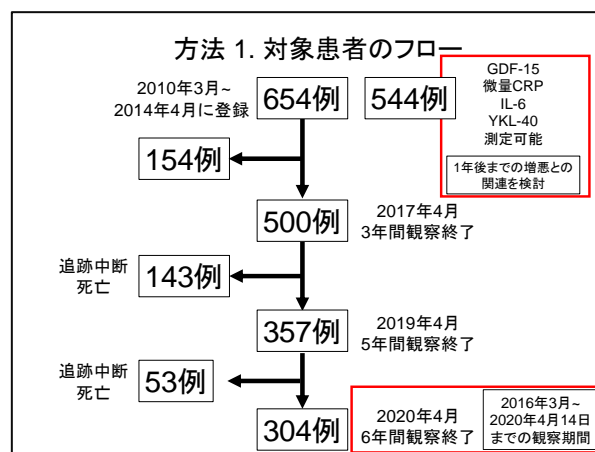 方法 1. 対象患者のフロー
2010年3月~
2014年4月に登録
654例
544例
GDF-15
微量CRP
IL-6
YKL-40
測定可能
1年後までの増悪との
関連を検討
154例
500例
2017年4月
3年間観察終了
追跡中断
死亡
143例
357例
2019年4月
5年間観察終了
追跡中断
死亡
53例
304例
2020年4月
6年間観察終了
2016年3月~
2020年4月14日
までの観察期間